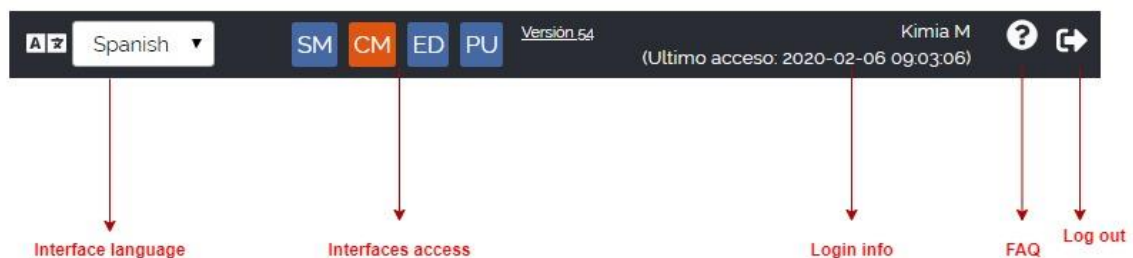 Spanish
SM CM ED PU
Versión 54
Kimia M
(Ultimo acceso: 2020-02-06 09:03:06)
Interface language
Interfaces access
Login info
FAQ
Log out